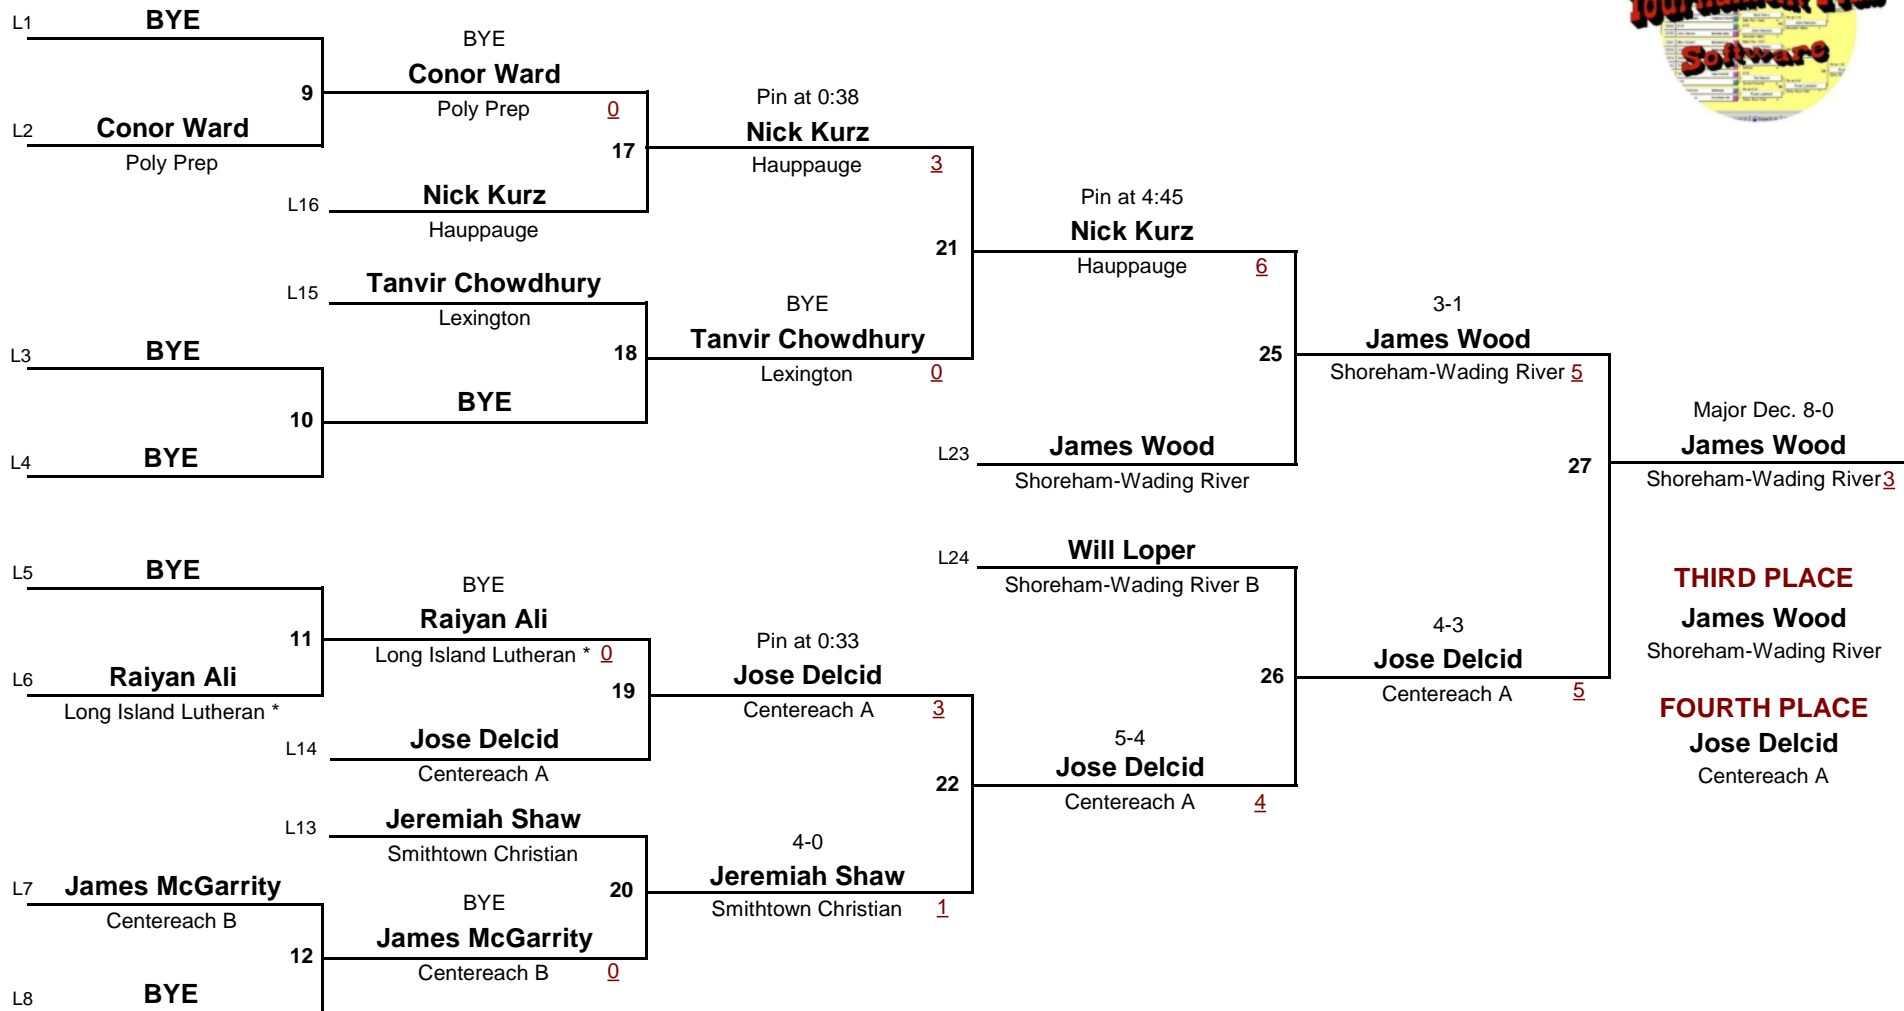 Tournament
Software
L1 BYE
BYE
Conor Ward
9
Poly Prep 0
Pin at 0:38
L2 Conor Ward
Poly Prep
Nick Kurz
17
Hauppauge 3
L16 Nick Kurz
Hauppauge
Pin at 4:45
Nick Kurz
21
Hauppauge 6
L15 Tanvir Chowdhury
Lexington
BYE
Tanvir Chowdhury
18
Lexington 0
L3 BYE
BYE
10
L4 BYE
3-1
James Wood
25
Shoreham-Wading River 5
L23 James Wood
Shoreham-Wading River
Major Dec. 8-0
James Wood
27
Shoreham-Wading River 3
L24 Will Loper
Shoreham-Wading River B
L5 BYE
BYE
Raiyan Ali
11
Long Island Lutheran * 0
L6 Raiyan Ali
Long Island Lutheran *
Pin at 0:33
Jose Delcid
19
Centereach A 3
L14 Jose Delcid
Centereach A
4-3
Jose Delcid
26
Centereach A 5
THIRD PLACE
James Wood
Shoreham-Wading River
FOURTH PLACE
Jose Delcid
Centereach A
5-4
Jose Delcid
22
Centereach A 4
L13 Jeremiah Shaw
Smithtown Christian
4-0
Jeremiah Shaw
20
Smithtown Christian 1
L7 James McGarrity
Centereach B
BYE
James McGarrity
12
Centereach B 0
L8 BYE